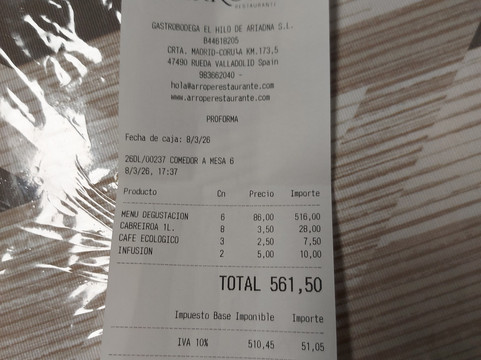 RESTAURANTE
GASTROBODEGA EL HILO DE ARIADNA S.L.
B44618205
CRTA. MADRID-CORUÑA KM.173,5
47490 RUEDA VALLADOLID Spain
983662040 -
hola@arroperestaurante.com
www.arroperestaurante.com
PROFORMA
Fecha de caja: 8/3/26
26DL/00237 COMEDOR A MESA 6
8/3/26, 17:37
Producto Cn Precio Importe
MENU DEGUSTACION 6 86,00 516,00
CABREIROA 1L. 8 3,50 28,00
CAFE ECOLOGICO 3 2,50 7,50
INFUSION 2 5,00 10,00
TOTAL 561,50
Impuesto Base Imponible Importe
IVA 10% 510,45 51,05